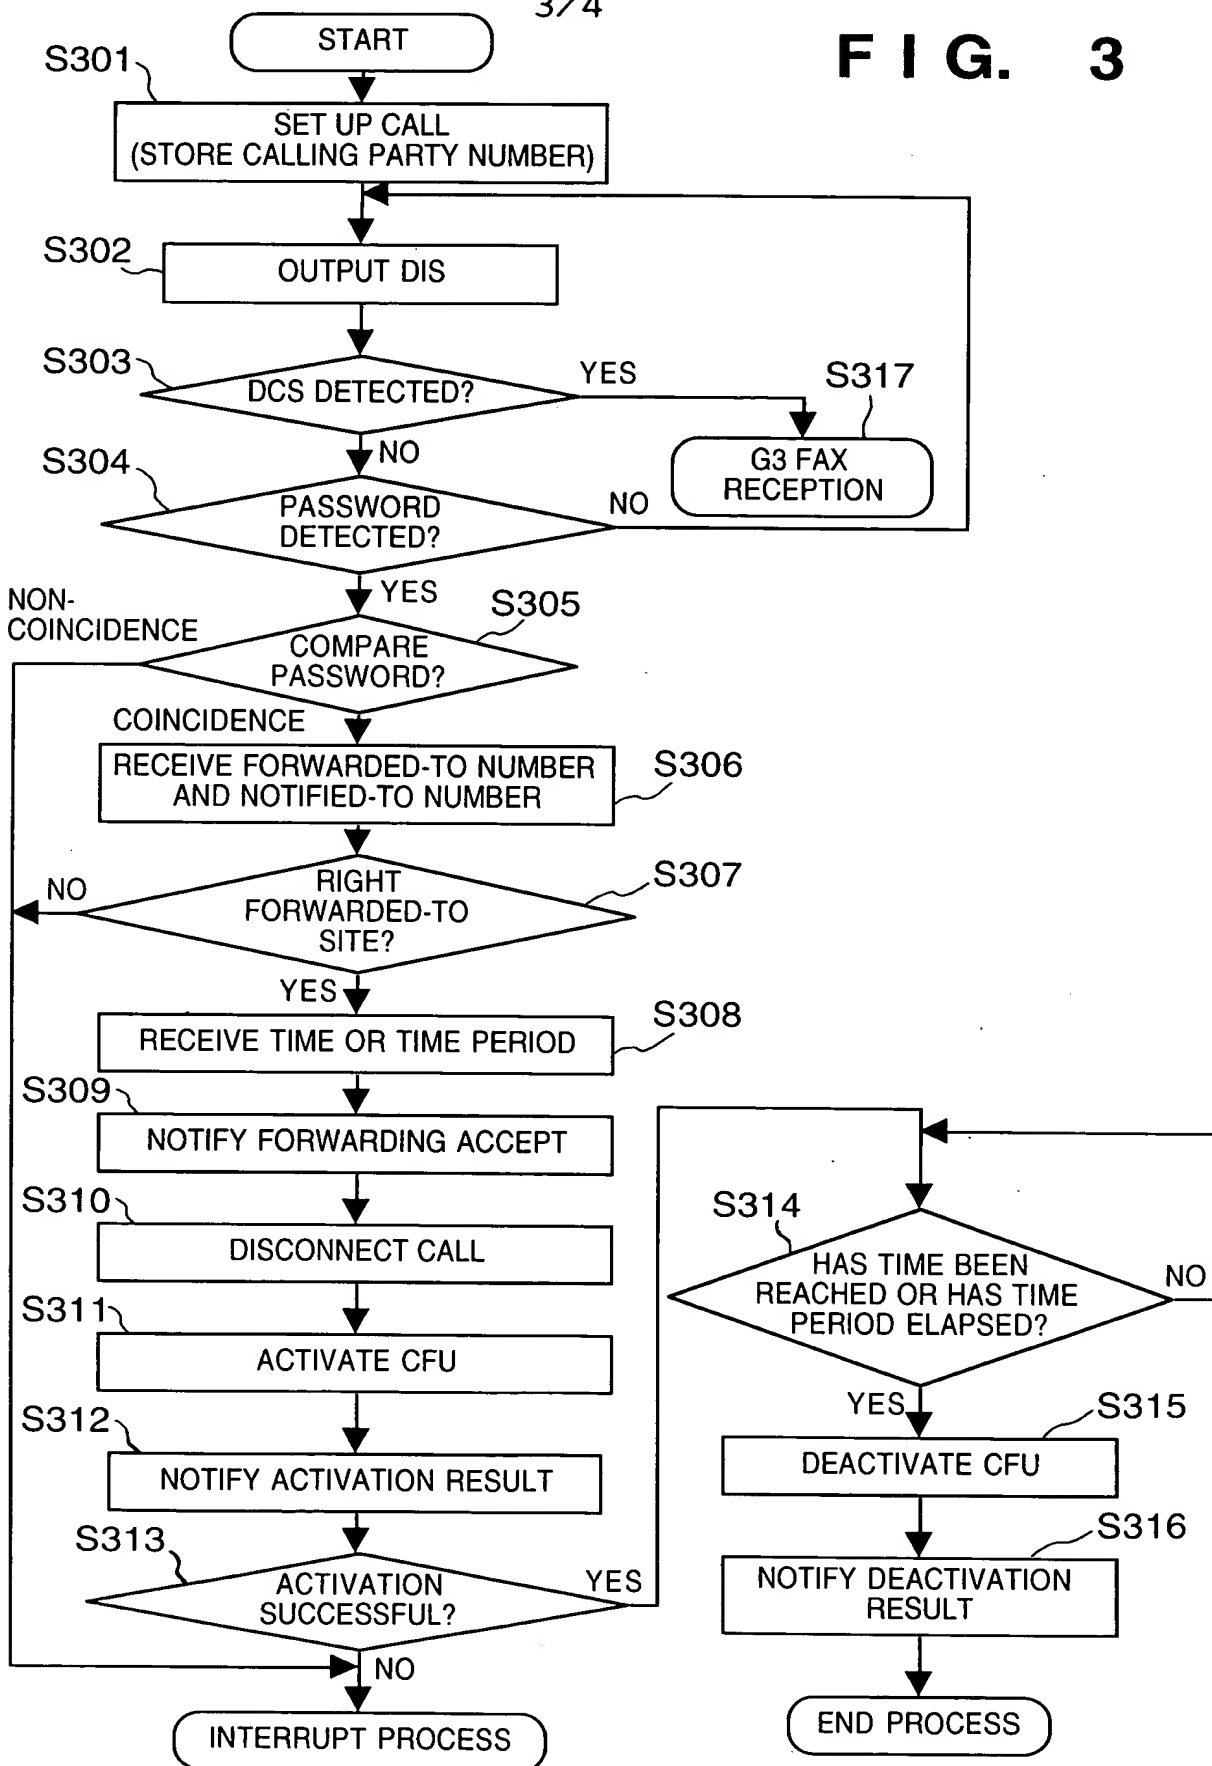 3/4
FIG. 3
START
S301
SET UP CALL
(STORE CALLING PARTY NUMBER)
S302
OUTPUT DIS
S303
DCS DETECTED?
YES
S317
G3 FAX
RECEPTION
NO
S304
PASSWORD
DETECTED?
NO
YES
NON-
COINCIDENCE
S305
COMPARE
PASSWORD?
COINCIDENCE
RECEIVE FORWARDED-TO NUMBER
AND NOTIFIED-TO NUMBER
S306
NO
RIGHT
FORWARDED-TO
SITE?
S307
YES
RECEIVE TIME OR TIME PERIOD
S308
S309
NOTIFY FORWARDING ACCEPT
S310
DISCONNECT CALL
S311
ACTIVATE CFU
S312
NOTIFY ACTIVATION RESULT
S313
ACTIVATION
SUCCESSFUL?
YES
NO
INTERRUPT PROCESS
S314
HAS TIME BEEN
REACHED OR HAS TIME
PERIOD ELAPSED?
NO
YES
S315
DEACTIVATE CFU
S316
NOTIFY DEACTIVATION
RESULT
END PROCESS